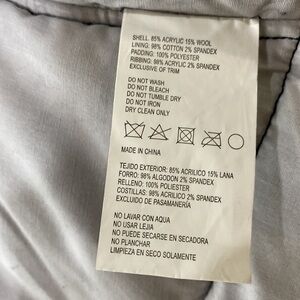 SHELL: 85% ACRYLIC 15% WOOL
LINING: 98% COTTON 2% SPANDEX
PADDING: 100% POLYESTER
RIBBING: 98% ACRYLIC 2% SPANDEX
EXCLUSIVE OF TRIM
DO NOT WASH
DO NOT BLEACH
DO NOT TUMBLE DRY
DO NOT IRON
DRY CLEAN ONLY
MADE IN CHINA
TEJIDO EXTERIOR: 85% ACRILICO 15% LANA
FORRO: 98% ALGODON 2% SPANDEX
RELLENO: 100% POLIESTER
COSTILLAS: 98% ACRILICO 2% SPANDEX
EXCLUIDO DE PASAMANERÍA
NO LAVAR CON AQUA
NO USAR LEJIA
NO PUEDE SECARSE EN SECADORA
NO PLANCHAR
LIMPIEZA EN SECO SOLAMENTE